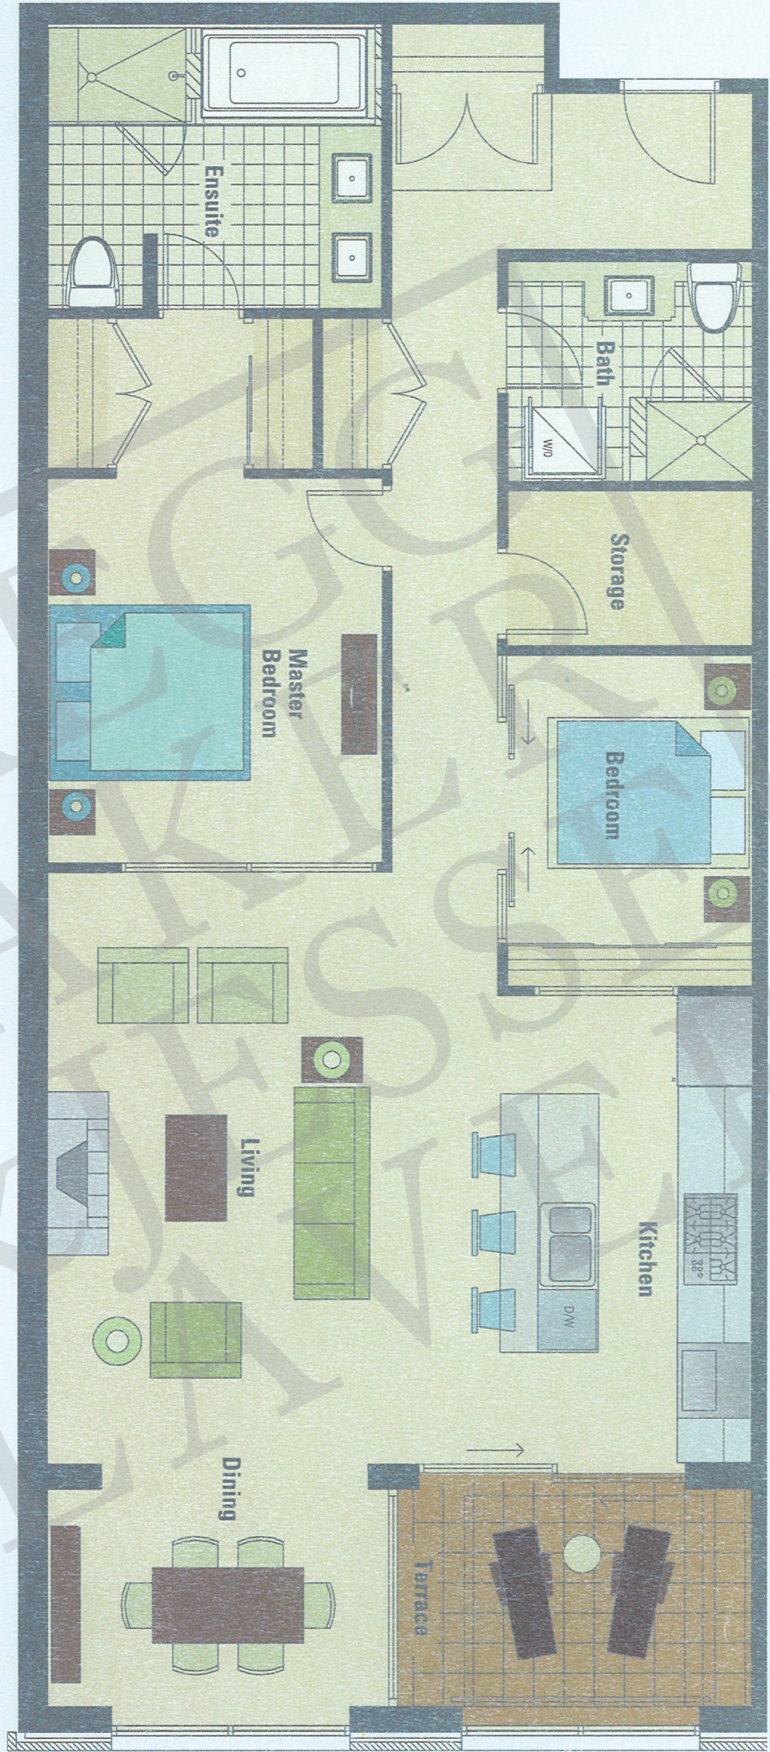 Ensuite
Bath
W/D
Storage
Master
Bedroom
Bedroom
Living
Kitchen
D/W
Dining
Terrace